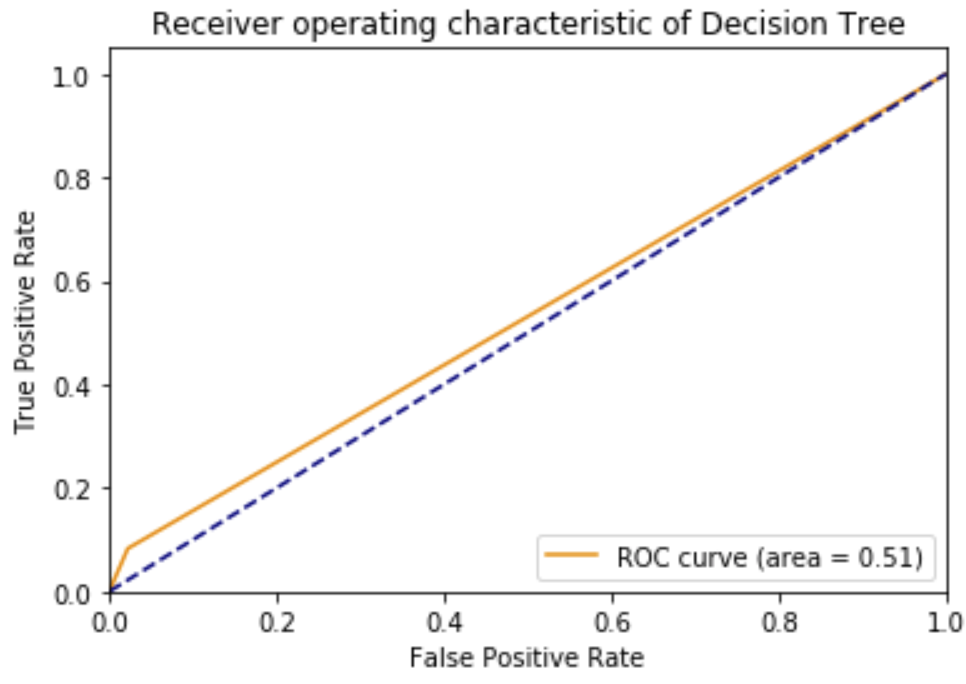 Receiver operating characteristic of Decision Tree
1.0
0.8
0.6
0.4
0.2
0.0
True Positive Rate
ROC curve (area = 0.51)
0.0 0.2 0.4 0.6 0.8 1.0
False Positive Rate